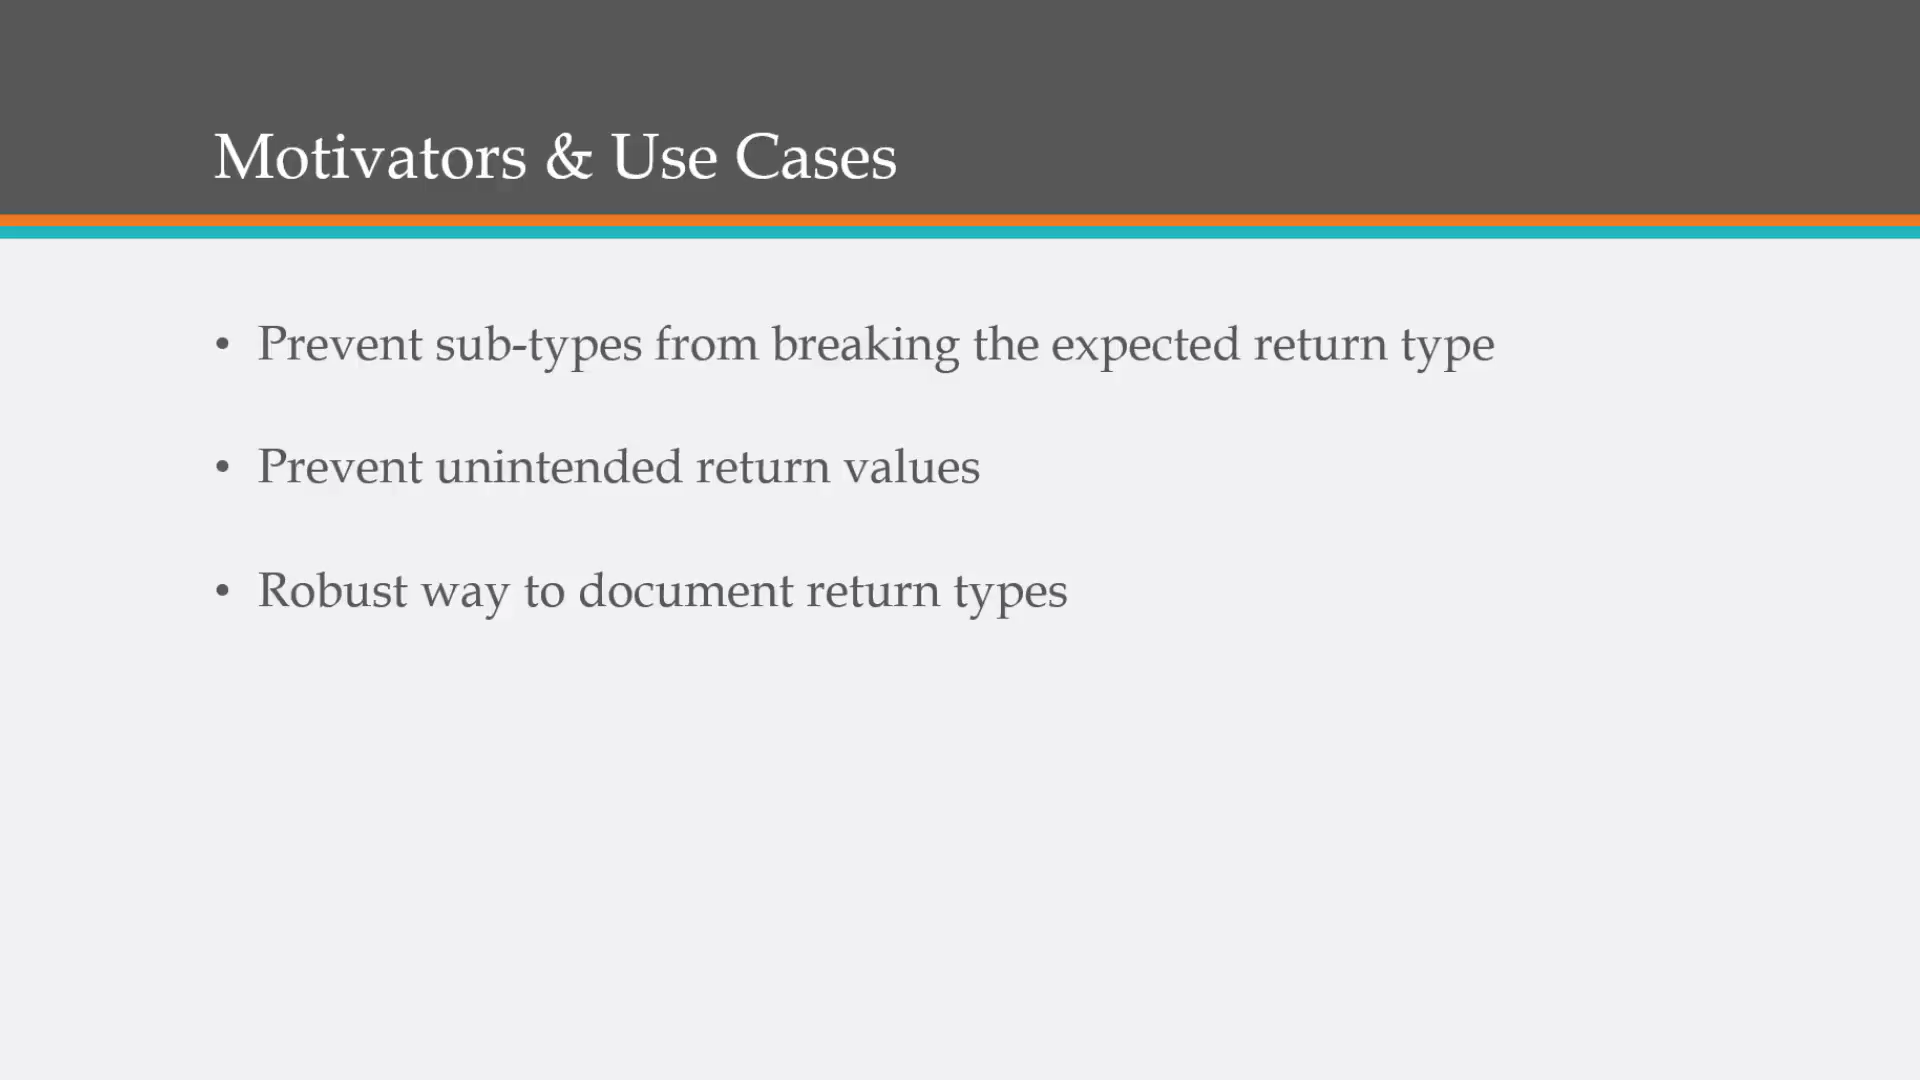 Motivators & Use Cases
• Prevent sub-types from breaking the expected return type
• Prevent unintended return values
• Robust way to document return types